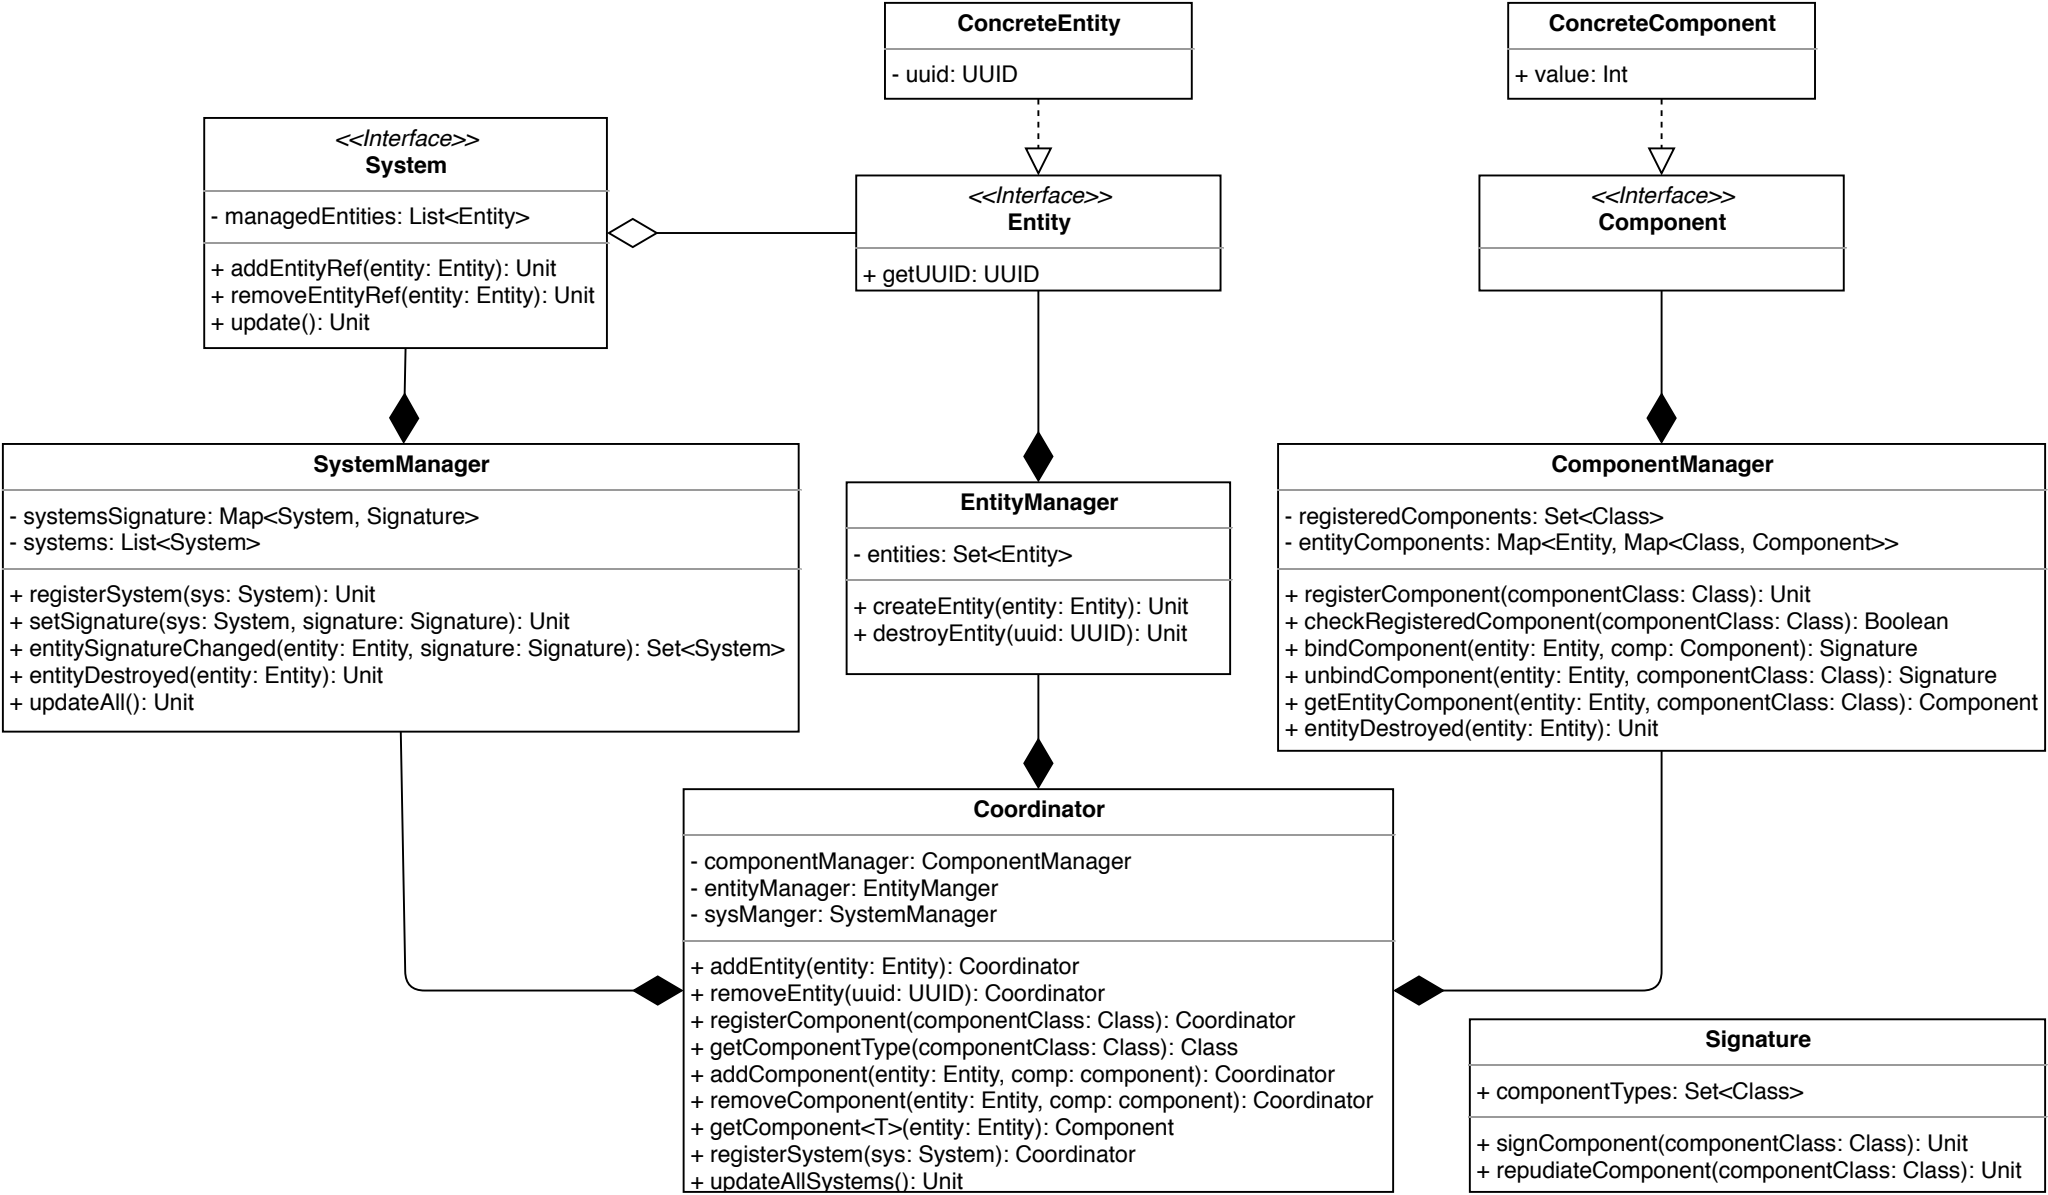 ConcreteEntity
- uuid: UUID
ConcreteComponent
+ value: Int
<<Interface>>
System
- managedEntities: List<Entity>
+ addEntityRef(entity: Entity): Unit
+ removeEntityRef(entity: Entity): Unit
+ update(): Unit
<<Interface>>
Entity
+ getUUID: UUID
<<Interface>>
Component
SystemManager
- systemsSignature: Map<System, Signature>
- systems: List<System>
+ registerSystem(sys: System): Unit
+ setSignature(sys: System, signature: Signature): Unit
+ entitySignatureChanged(entity: Entity, signature: Signature): Set<System>
+ entityDestroyed(entity: Entity): Unit
+ updateAll(): Unit
EntityManager
- entities: Set<Entity>
+ createEntity(entity: Entity): Unit
+ destroyEntity(uuid: UUID): Unit
ComponentManager
- registeredComponents: Set<Class>
- entityComponents: Map<Entity, Map<Class, Component>>
+ registerComponent(componentClass: Class): Unit
+ checkRegisteredComponent(componentClass: Class): Boolean
+ bindComponent(entity: Entity, comp: Component): Signature
+ unbindComponent(entity: Entity, componentClass: Class): Signature
+ getEntityComponent(entity: Entity, componentClass: Class): Component
+ entityDestroyed(entity: Entity): Unit
Coordinator
- componentManager: ComponentManager
- entityManager: EntityManger
- sysManger: SystemManager
+ addEntity(entity: Entity): Coordinator
+ removeEntity(uuid: UUID): Coordinator
+ registerComponent(componentClass: Class): Coordinator
+ getComponentType(componentClass: Class): Class
+ addComponent(entity: Entity, comp: component): Coordinator
+ removeComponent(entity: Entity, comp: component): Coordinator
+ getComponent<T>(entity: Entity): Component
+ registerSystem(sys: System): Coordinator
+ updateAllSystems(): Unit
Signature
+ componentTypes: Set<Class>
+ signComponent(componentClass: Class): Unit
+ repudiateComponent(componentClass: Class): Unit